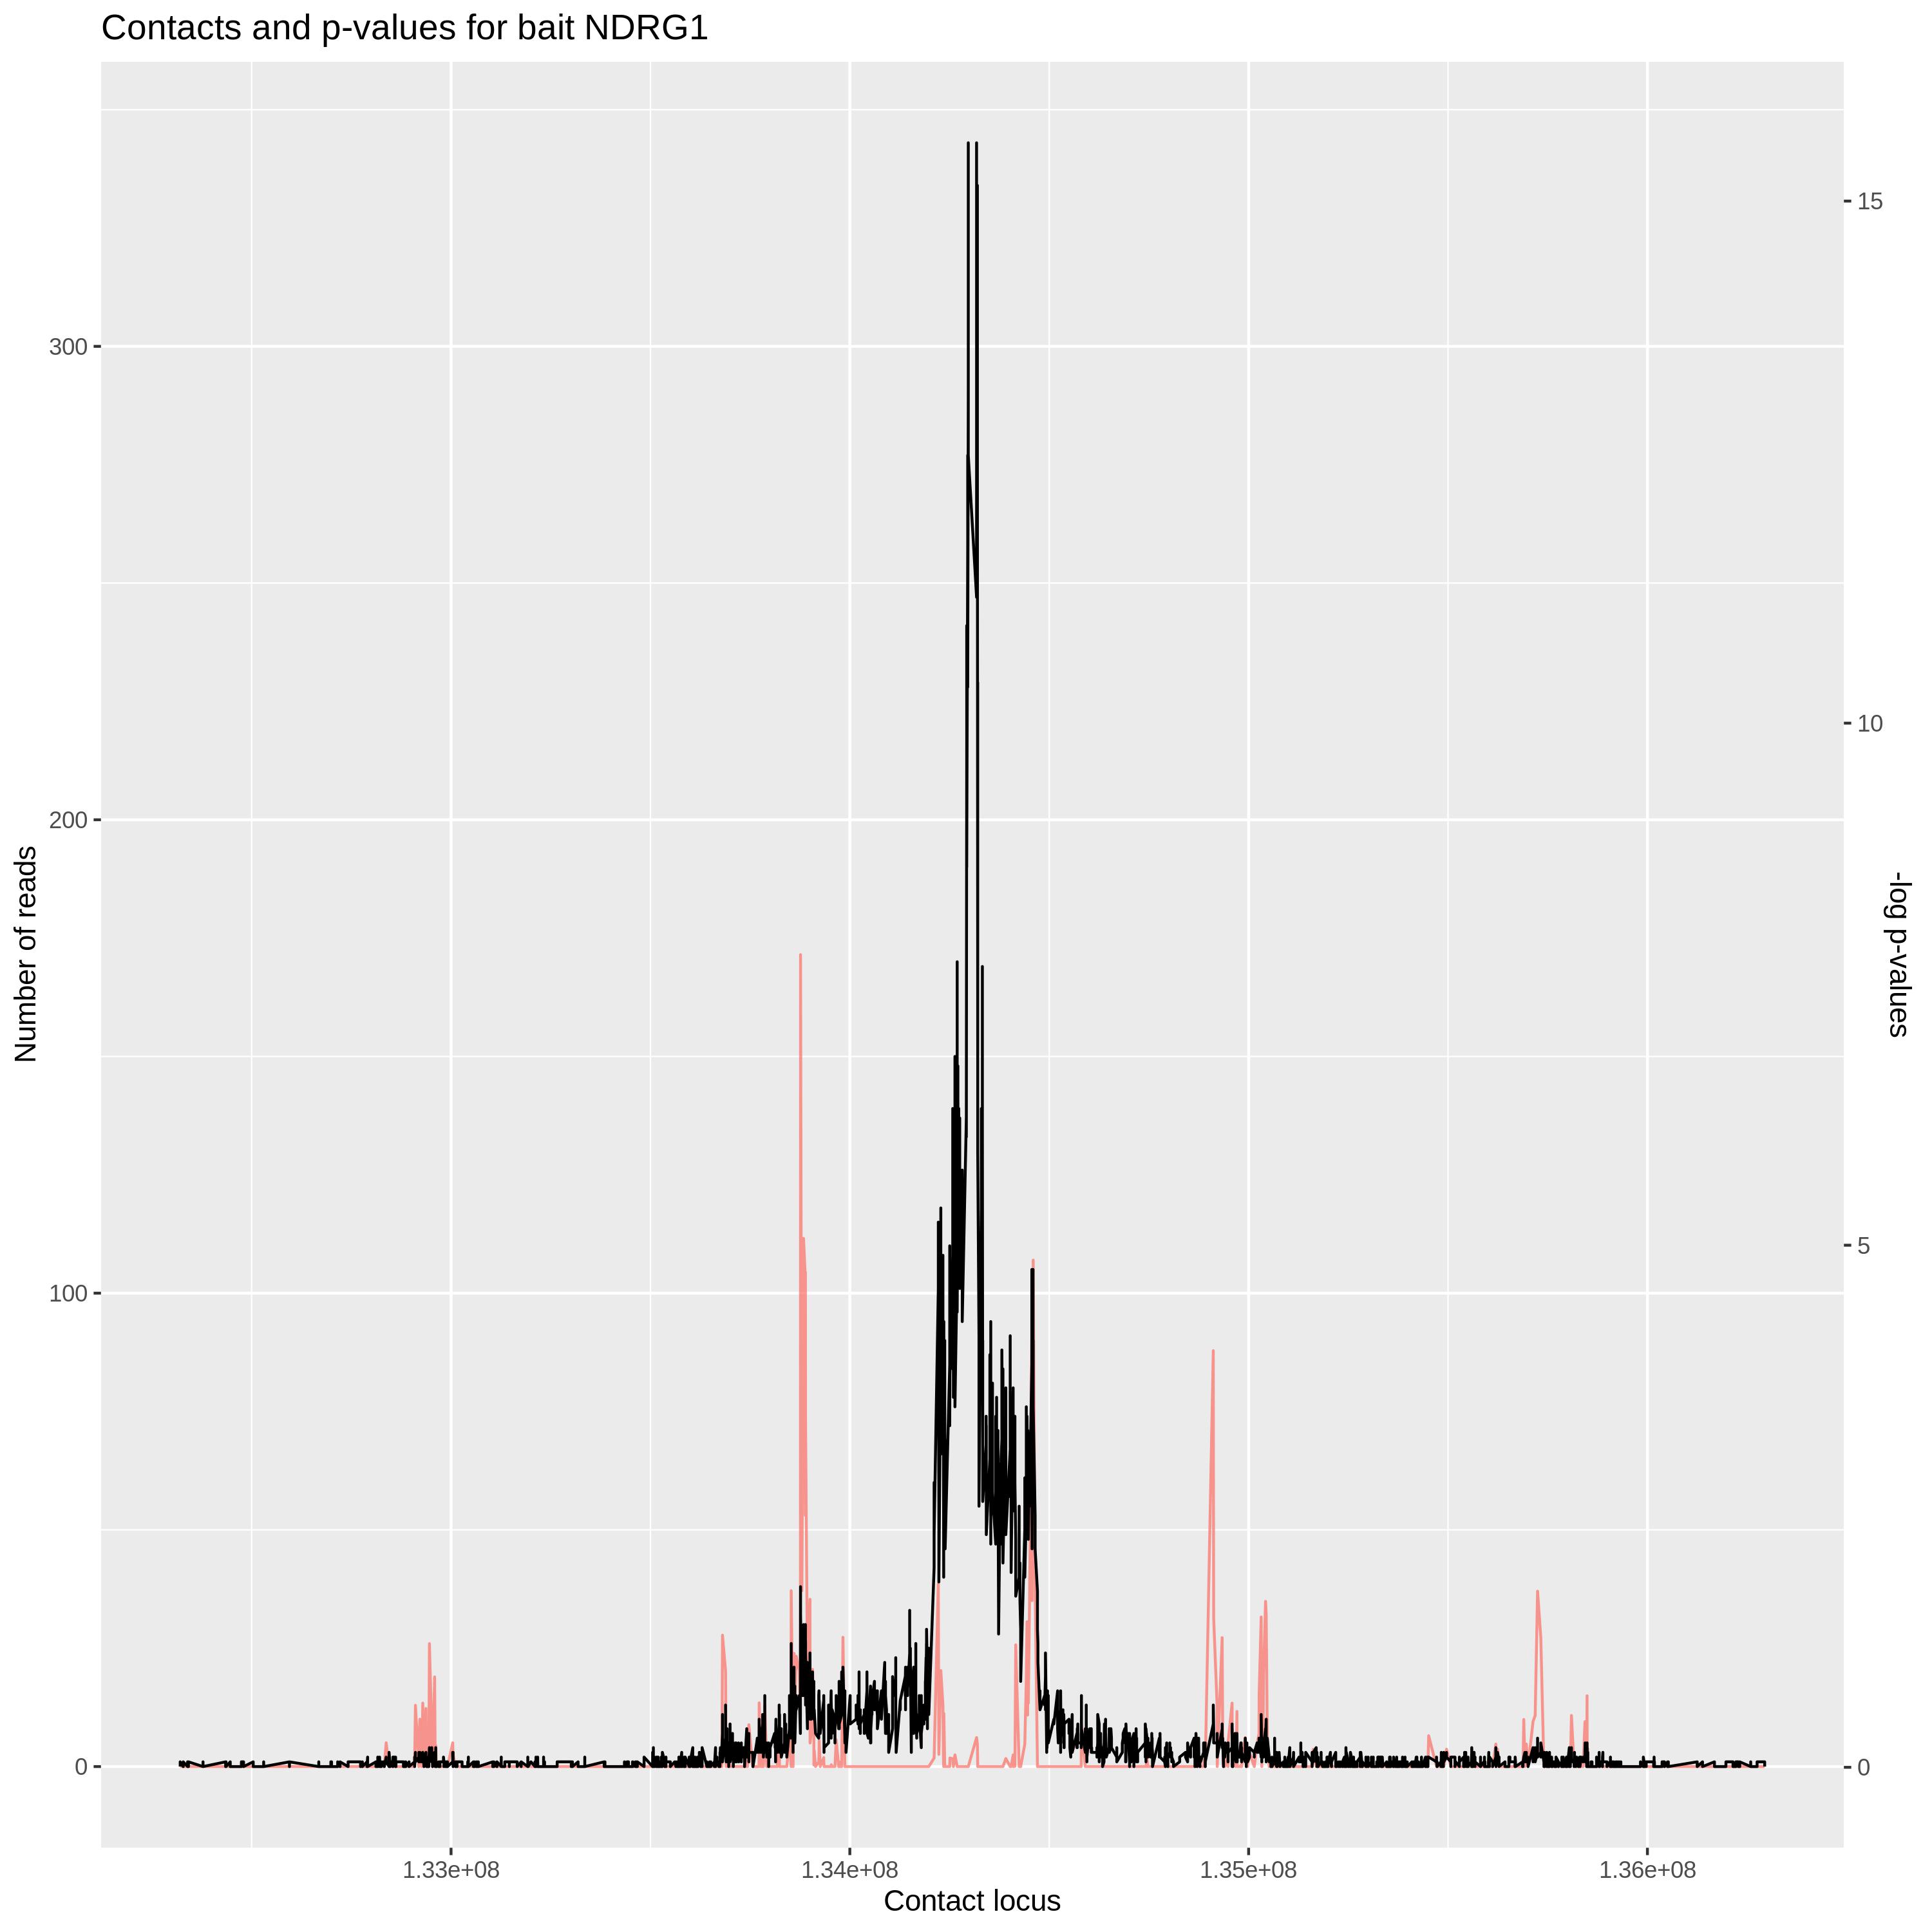 Contacts and p-values for bait NDRG1
Number of reads
300
200
100
0
15
10
5
0
-log p-values
1.33e+08
1.34e+08
1.35e+08
1.36e+08
Contact locus